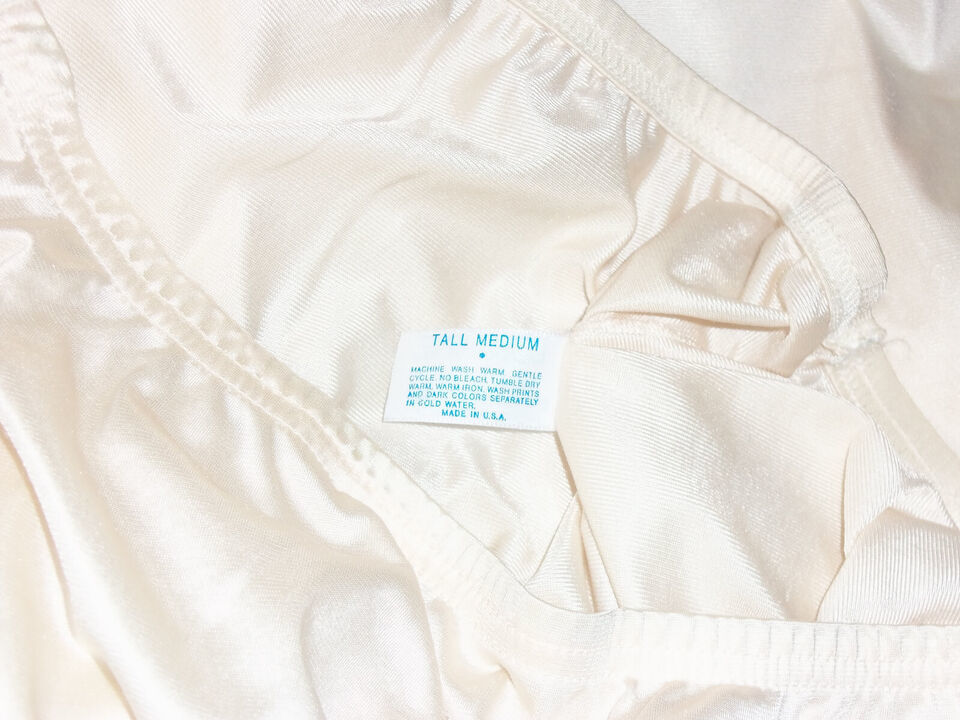 TALL MEDIUM
MACHINE WASH WARM, GENTLE
CYCLE. NO BLEACH. TUMBLE DRY
WARM. WARM IRON. WASH PRINTS
AND DARK COLORS SEPARATELY
IN COLD WATER.
MADE IN U.S.A.